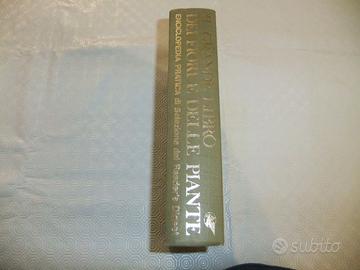 IL GRANDE LIBRO
DEI FIORI E DELLE PIANTE
ENCICLOPEDIA PRATICA di Selezione dal Reader's Digest
subito